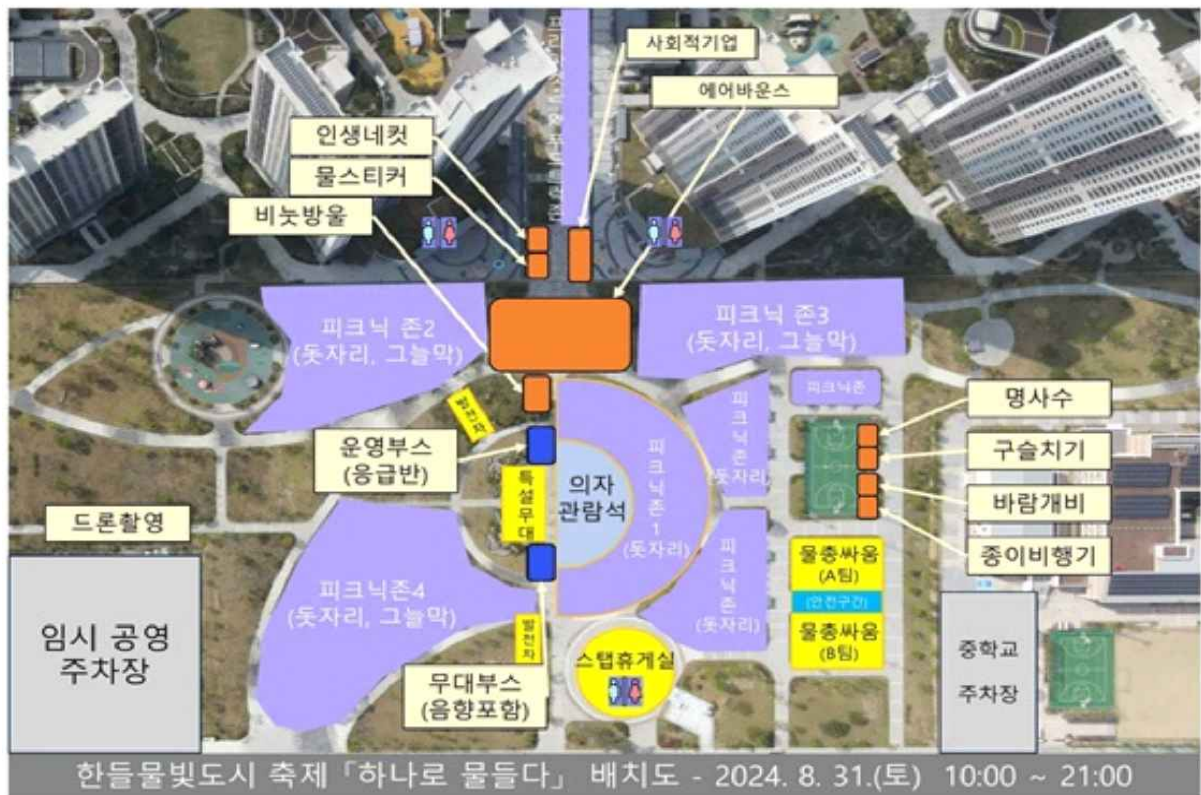 사회적기업
에어바운스
인생네컷
물스티커
비눗방울
피크닉 존2
(돗자리, 그늘막)
피크닉 존3
(돗자리, 그늘막)
피크닉존
명사수
구슬치기
바람개비
종이비행기
운영부스
(응급반)
특설무대
의자
관람석
피크닉존1
(돗자리)
피크닉존
(돗자리)
피크닉존
(돗자리)
드론촬영
임시 공영
주차장
피크닉존4
(돗자리, 그늘막)
발전차
무대부스
(음향포함)
스탭휴게실
물총싸움
(A팀)
(안전구간)
물총싸움
(B팀)
중학교
주차장
한들물빛도시 축제 「하나로 물들다」 배치도 - 2024. 8. 31.(토) 10:00 ~ 21:00